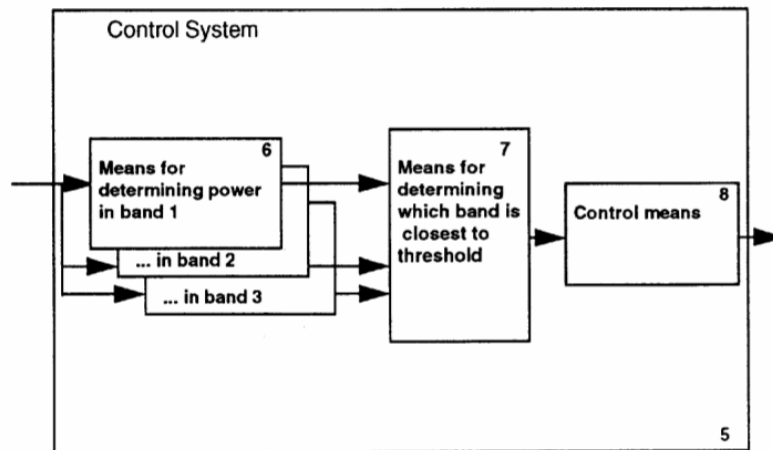 Control System
6
Means for
determining power
in band 1
... in band 2
... in band 3
7
Means for
determining
which band is
closest to
threshold
8
Control means
5